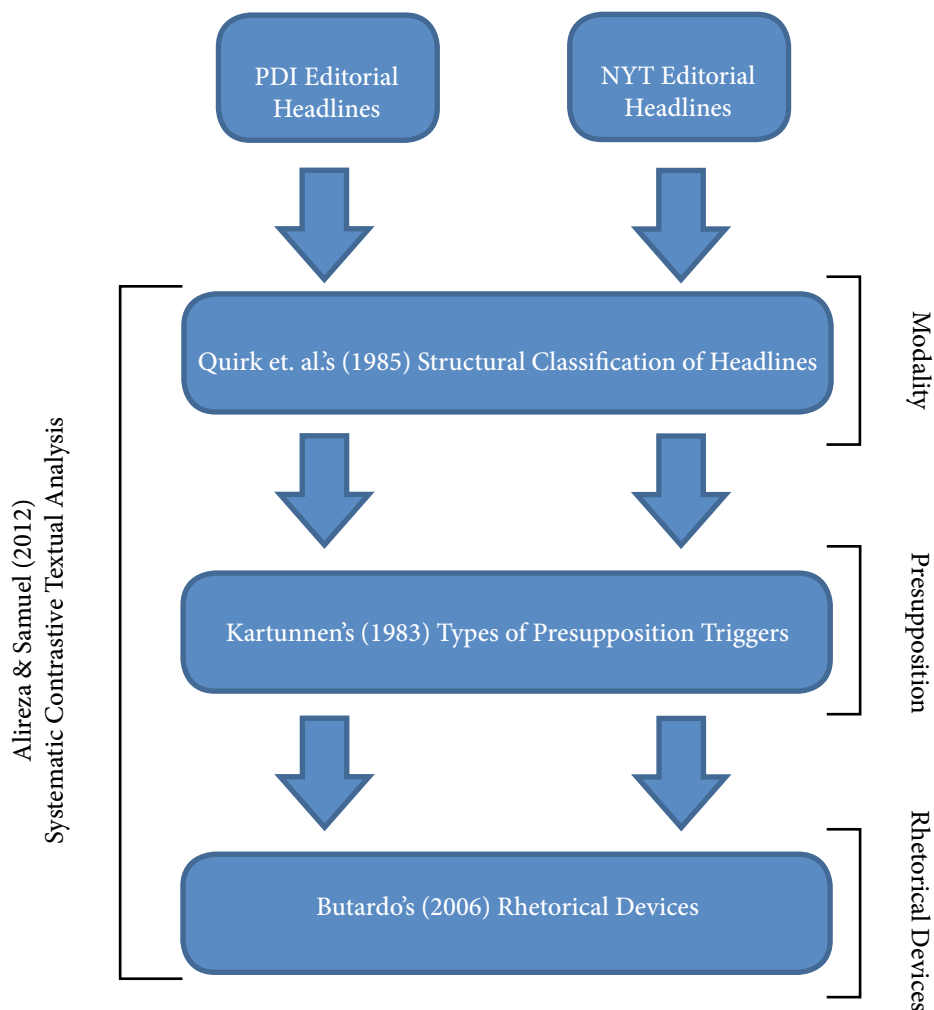 PDI Editorial
Headlines
NYT Editorial
Headlines
Quirk et. al.'s (1985) Structural Classification of Headlines
Modality
Kartunnen's (1983) Types of Presupposition Triggers
Presupposition
Butardo's (2006) Rhetorical Devices
Rhetorical Devices
Alireza & Samuel (2012)
Systematic Contrastive Textual Analysis